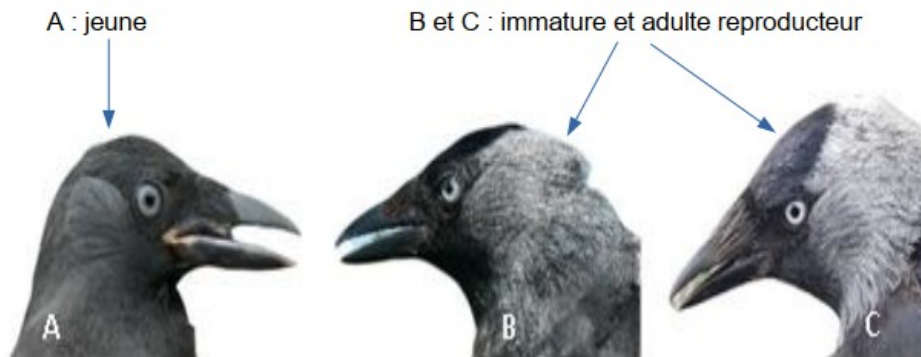 A : jeune
B et C : immature et adulte reproducteur
A
B
C